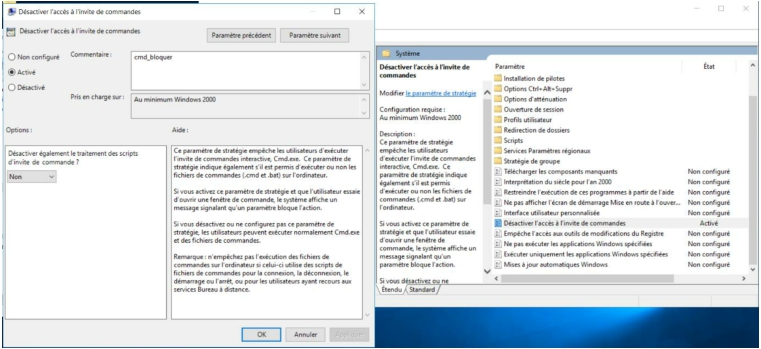 Désactiver l'accès à l'invite de commandes
Désactiver l'accès à l'invite de commandes
Paramètre précédent
Paramètre suivant
Non configuré
Activé
Désactivé
Commentaire :
cmd_bloquer
Pris en charge sur :
Au minimum Windows 2000
Options :
Aide :
Désactiver également le traitement des scripts
d'invite de commande ?
Non
Ce paramètre de stratégie empêche les utilisateurs d'exécuter
l'invite de commandes interactive, Cmd.exe. Ce paramètre de
stratégie indique également s'il est permis d'exécuter ou non les
fichiers de commandes (.cmd et .bat) sur l'ordinateur.
Si vous activez ce paramètre de stratégie et que l'utilisateur essaie
d'ouvrir une fenêtre de commande, le système affiche un
message signalant qu'un paramètre bloque l'action.
Si vous désactivez ou ne configurez pas ce paramètre de
stratégie, les utilisateurs peuvent exécuter normalement Cmd.exe
et des fichiers de commandes.
Remarque : n'empêchez pas l'exécution des fichiers de
commandes sur l'ordinateur si celui-ci utilise des scripts de
fichiers de commandes pour la connexion, la déconnexion, le
démarrage ou l'arrêt, ou pour les utilisateurs ayant recours aux
services Bureau à distance.
OK
Annuler
Appliquer
Système
Désactiver l'accès à l'invite de
commandes
Modifier le paramètre de stratégie
Configuration requise :
Au minimum Windows 2000
Description :
Ce paramètre de stratégie
empêche les utilisateurs
d'exécuter l'invite de commandes
interactive, Cmd.exe. Ce
paramètre de stratégie indique
également s'il est permis
d'exécuter ou non les fichiers de
commandes (.cmd et .bat) sur
l'ordinateur.
Si vous activez ce paramètre de
stratégie et que l'utilisateur essaie
d'ouvrir une fenêtre de
commande, le système affiche un
message signalant qu'un
paramètre bloque l'action.
Si vous désactivez ou ne
Paramètre État
Installation de pilotes
Options Ctrl+Alt+Suppr
Options d'atténuation
Ouverture de session
Profils utilisateur
Redirection de dossiers
Scripts
Services Paramètres régionaux
Stratégie de groupe
Télécharger les composants manquants Non configuré
Interprétation du siècle pour l'an 2000 Non configuré
Restreindre l'exécution de ces programmes à partir de l'aide Non configuré
Ne pas afficher l'écran de démarrage Mise en route à l'ouver... Non configuré
Interface utilisateur personnalisée Non configuré
Désactiver l'accès à l'invite de commandes Activé
Empêche l'accès aux outils de modifications du Registre Non configuré
Ne pas exécuter les applications Windows spécifiées Non configuré
Exécuter uniquement les applications Windows spécifiées Non configuré
Mises à jour automatiques Windows Non configuré
Étendu Standard